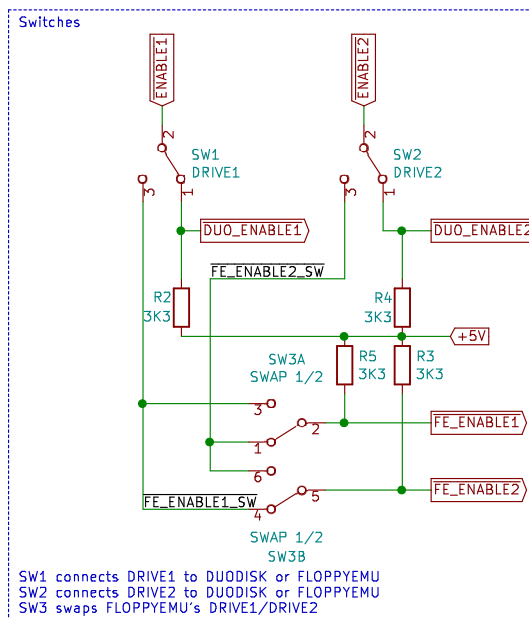 Switches
ENABLE1
ENABLE2
2
2
SW1
DRIVE1
SW2
DRIVE2
3
1
3
1
DUO_ENABLE1
DUO_ENABLE2
FE_ENABLE2_SW
R2
3K3
R4
3K3
+5V
SW3A
SWAP 1/2
R5
3K3
R3
3K3
3
2
FE_ENABLE1
1
6
5
FE_ENABLE2
FE_ENABLE1_SW
4
SWAP 1/2
SW3B
SW1 connects DRIVE1 to DUODISK or FLOPPYEMU
SW2 connects DRIVE2 to DUODISK or FLOPPYEMU
SW3 swaps FLOPPYEMU's DRIVE1/DRIVE2